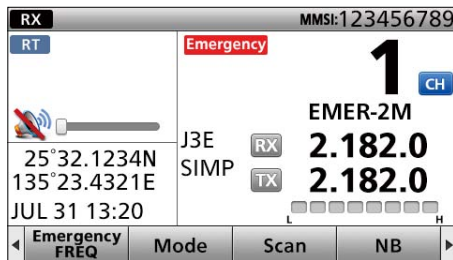 RX MMSI:123456789
RT
Emergency
1
CH
EMER-2M
J3E RX 2.182.0
SIMP TX 2.182.0
L H
25°32.1234N
135°23.4321E
JUL 31 13:20
Emergency FREQ Mode Scan NB